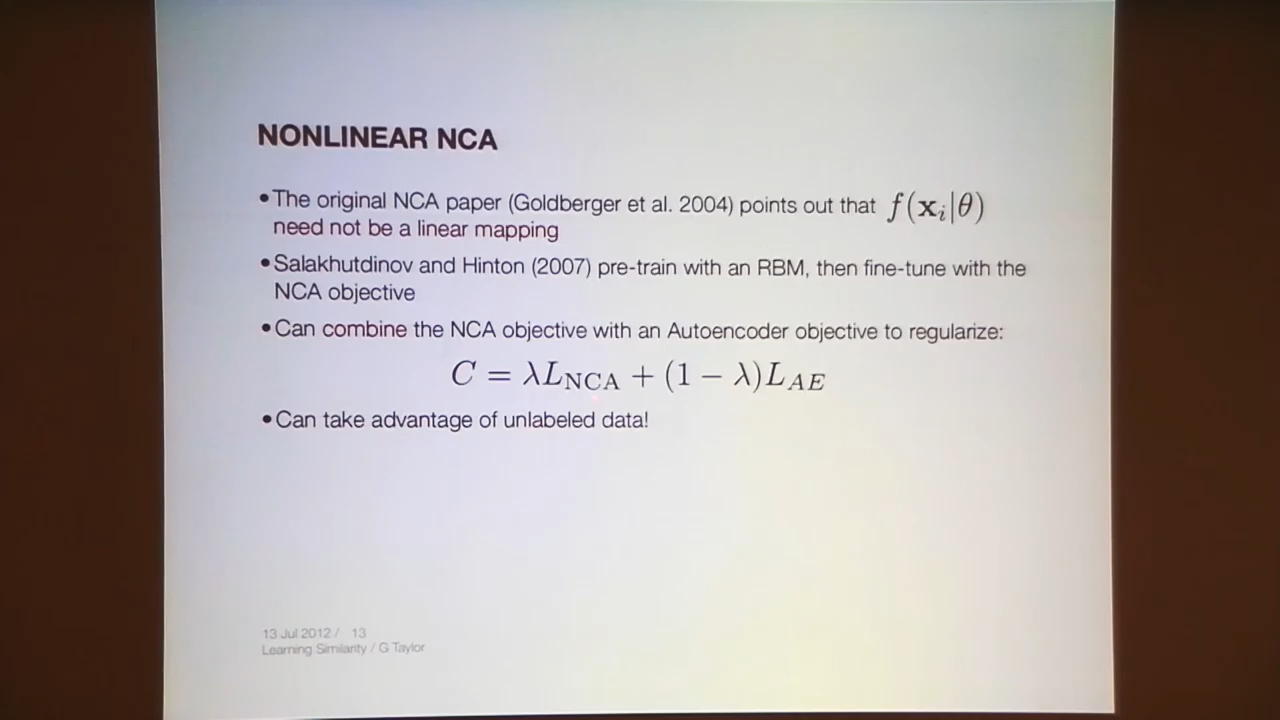 NONLINEAR NCA
• The original NCA paper (Goldberger et al. 2004) points out that f(x_i|θ)
need not be a linear mapping
• Salakhutdinov and Hinton (2007) pre-train with an RBM, then fine-tune with the
NCA objective
• Can combine the NCA objective with an Autoencoder objective to regularize:
C = λL_NCA + (1 − λ)L_AE
• Can take advantage of unlabeled data!
13 Jul 2012 / 13
Learning Similarity / G Taylor